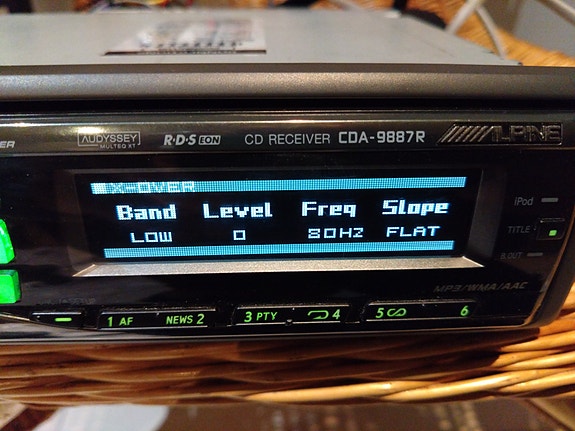 AUDYSSEY
MULTEQ XT
R·D·S EON
CD RECEIVER CDA-9887R
ALPINE
X-OVER
Band Level Freq Slope
LOW 0 80HZ FLAT
iPod
TITLE
B.OUT
MP3/WMA/AAC
1 AF NEWS 2 3 PTY 4 5 6